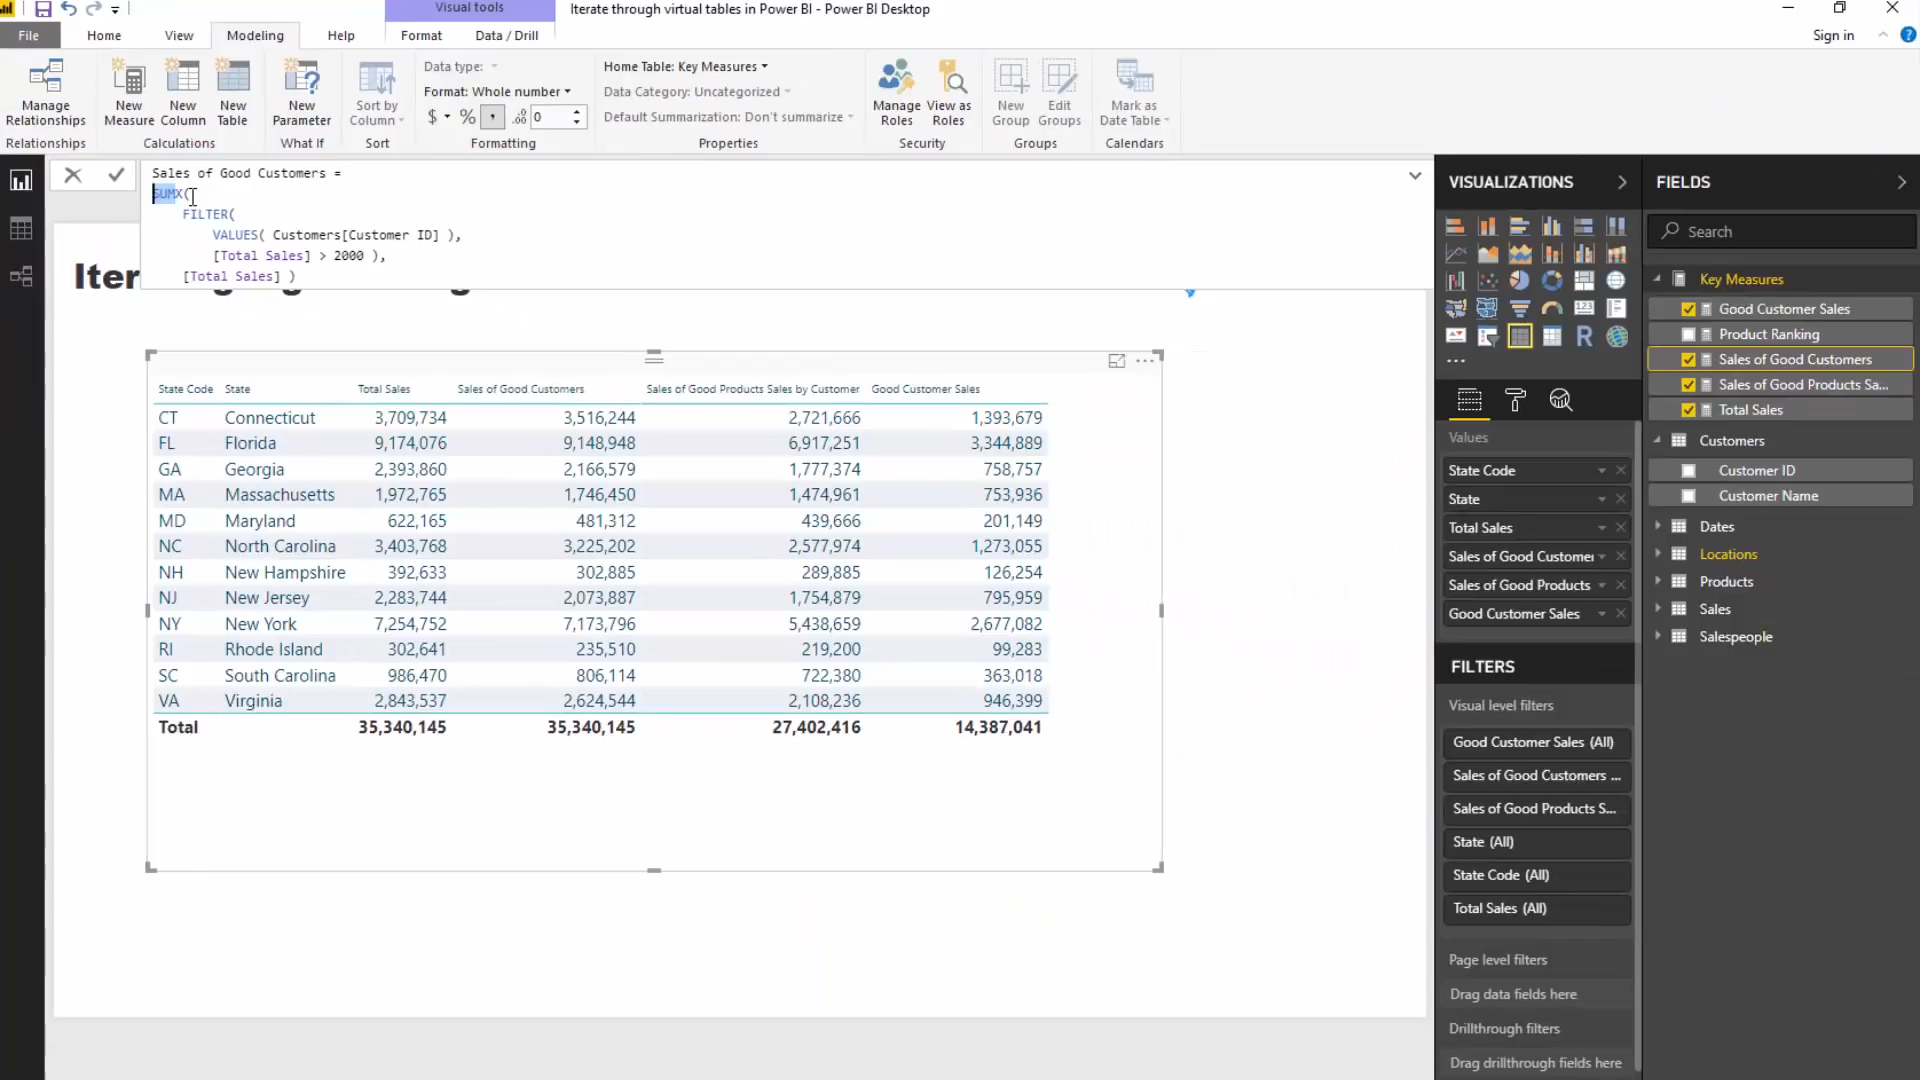 Visual tools
Iterate through virtual tables in Power BI - Power BI Desktop
File Home View Modeling Help Format Data / Drill Sign in
Manage Relationships
Relationships
New Measure
New Column
New Table
Calculations
New Parameter
What If
Sort by Column
Sort
Data type:
Format: Whole number
$ % , .00 0
Formatting
Home Table: Key Measures
Data Category: Uncategorized
Default Summarization: Don't summarize
Properties
Manage Roles
View as Roles
Security
New Group
Edit Groups
Groups
Mark as Date Table
Calendars
Sales of Good Customers =
SUMX(
FILTER(
VALUES( Customers[Customer ID] ),
[Total Sales] > 2000 ),
[Total Sales] )
State Code State Total Sales Sales of Good Customers Sales of Good Products Sales by Customer Good Customer Sales
CT Connecticut 3,709,734 3,516,244 2,721,666 1,393,679
FL Florida 9,174,076 9,148,948 6,917,251 3,344,889
GA Georgia 2,393,860 2,166,579 1,777,374 758,757
MA Massachusetts 1,972,765 1,746,450 1,474,961 753,936
MD Maryland 622,165 481,312 439,666 201,149
NC North Carolina 3,403,768 3,225,202 2,577,974 1,273,055
NH New Hampshire 392,633 302,885 289,885 126,254
NJ New Jersey 2,283,744 2,073,887 1,754,879 795,959
NY New York 7,254,752 7,173,796 5,438,659 2,677,082
RI Rhode Island 302,641 235,510 219,200 99,283
SC South Carolina 986,470 806,114 722,380 363,018
VA Virginia 2,843,537 2,624,544 2,108,236 946,399
Total 35,340,145 35,340,145 27,402,416 14,387,041
VISUALIZATIONS
123
R
Values
State Code
State
Total Sales
Sales of Good Customer
Sales of Good Products
Good Customer Sales
FILTERS
Visual level filters
Good Customer Sales (All)
Sales of Good Customers ...
Sales of Good Products S...
State (All)
State Code (All)
Total Sales (All)
Page level filters
Drag data fields here
Drillthrough filters
Drag drillthrough fields here
FIELDS
Search
Key Measures
Good Customer Sales
Product Ranking
Sales of Good Customers
Sales of Good Products Sa...
Total Sales
Customers
Customer ID
Customer Name
Dates
Locations
Products
Sales
Salespeople